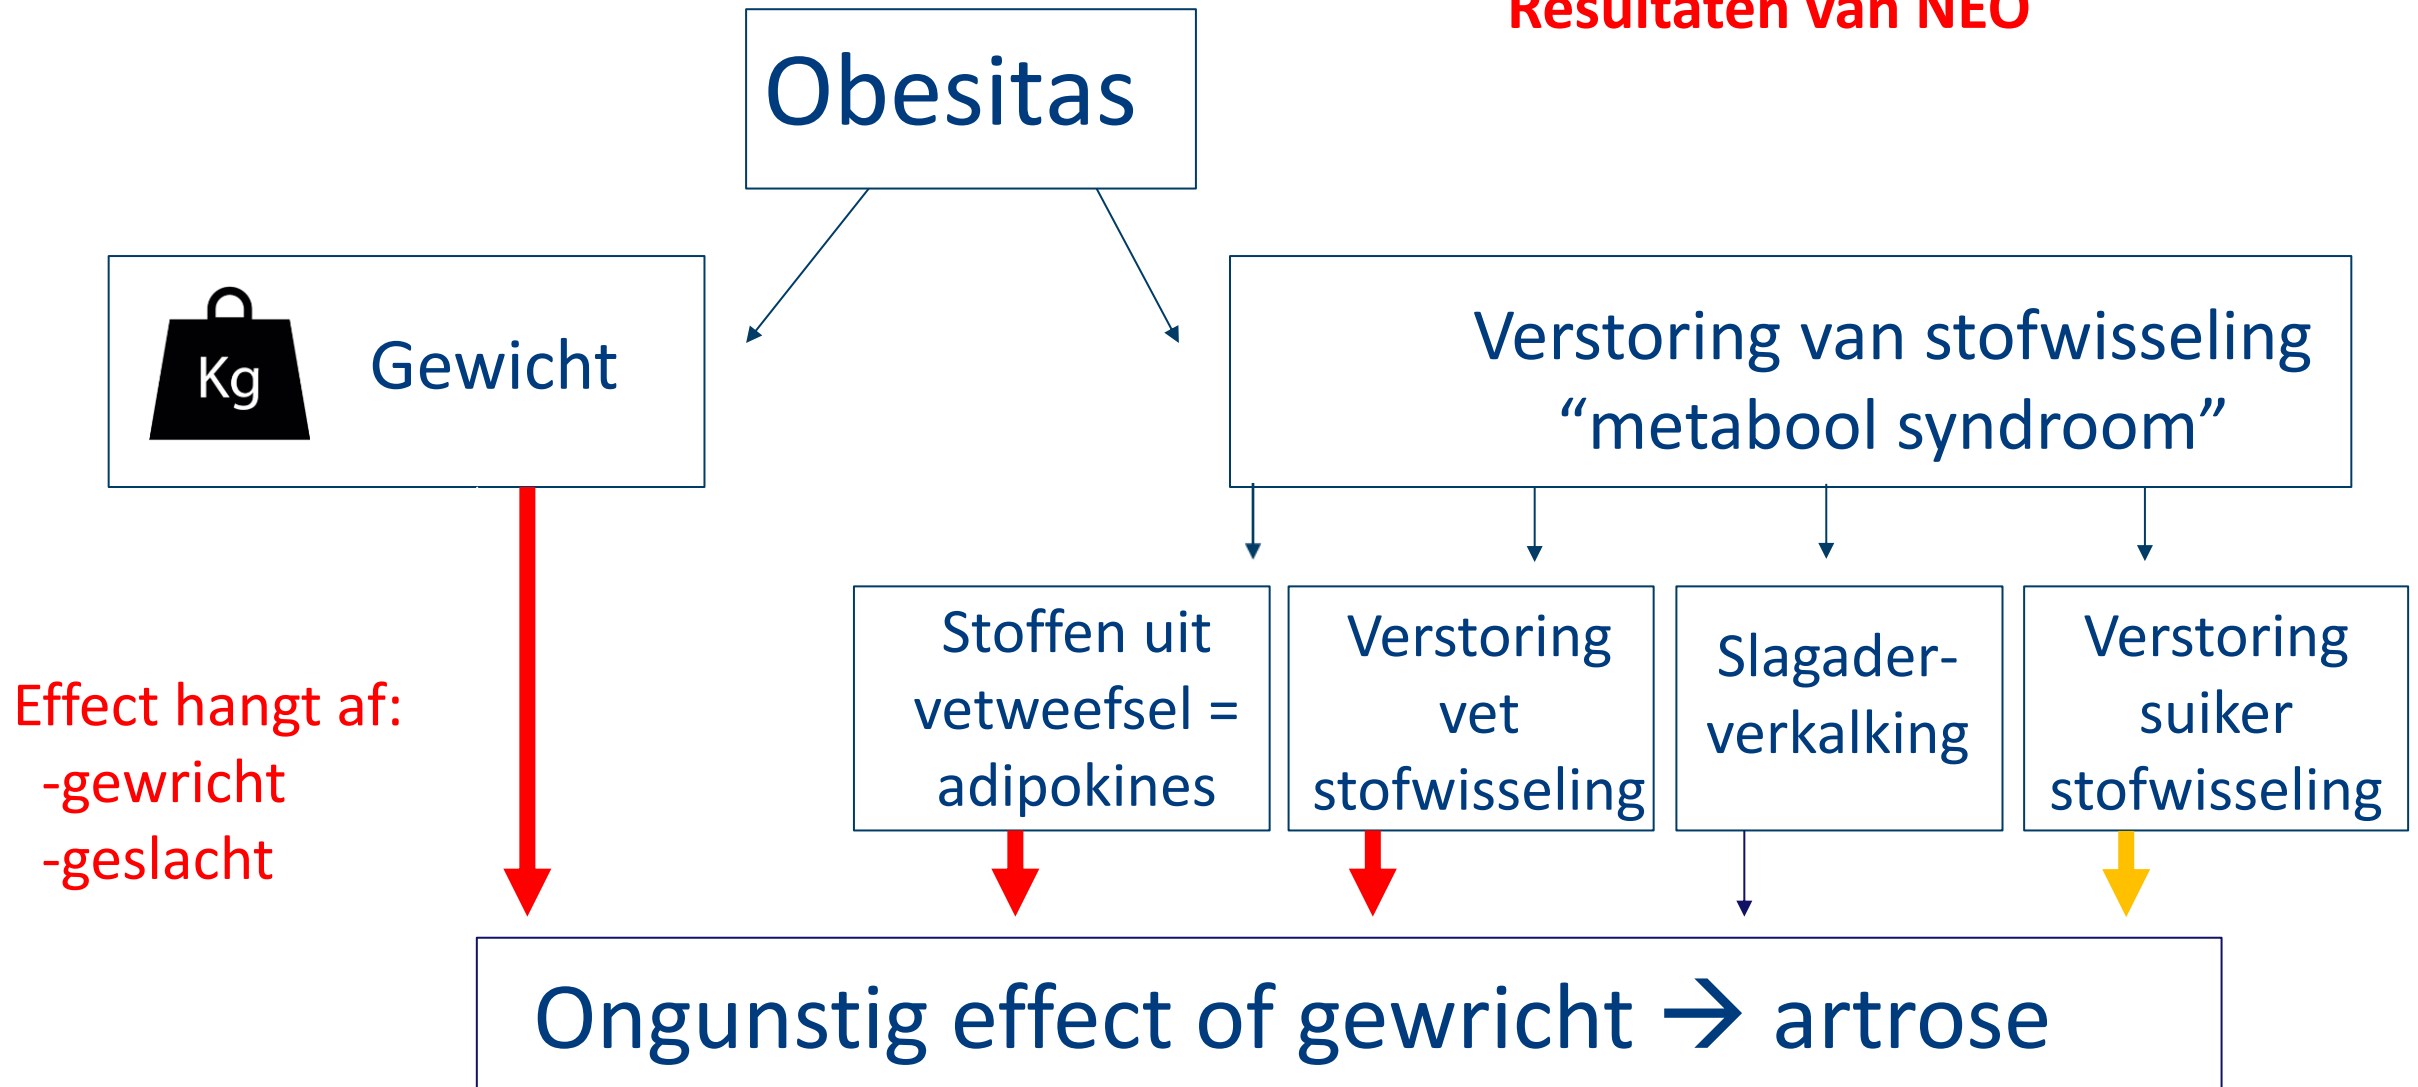 Resultaten van NEO
Obesitas
Kg
Gewicht
Verstoring van stofwisseling
“metabool syndroom”
Effect hangt af:
-gewricht
-geslacht
Stoffen uit
vetweefsel =
adipokines
Verstoring
vet
stofwisseling
Slagader-
verkalking
Verstoring
suiker
stofwisseling
Ongunstig effect of gewricht → artrose